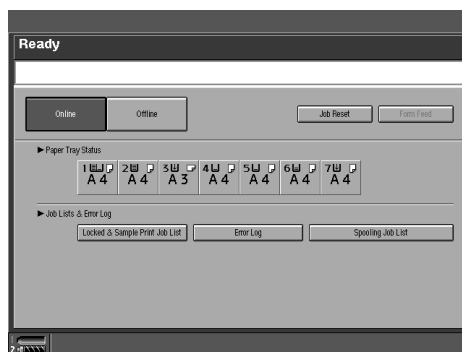 Ready
Online Offline Job Reset Form Feed
►Paper Tray Status
1 2 3 4 5 6 7
A4 A4 A3 A4 A4 A4 A4
►Job Lists & Error Log
Locked & Sample Print Job List Error Log Spooling Job List